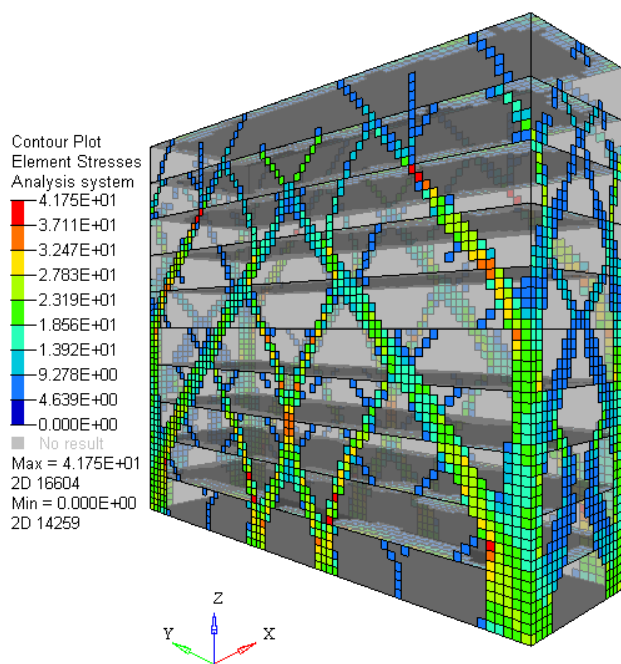 Contour Plot
Element Stresses
Analysis system
4.175E+01
3.711E+01
3.247E+01
2.783E+01
2.319E+01
1.856E+01
1.392E+01
9.278E+00
4.639E+00
0.000E+00
No result
Max = 4.175E+01
2D 16604
Min = 0.000E+00
2D 14259
Z
Y
X